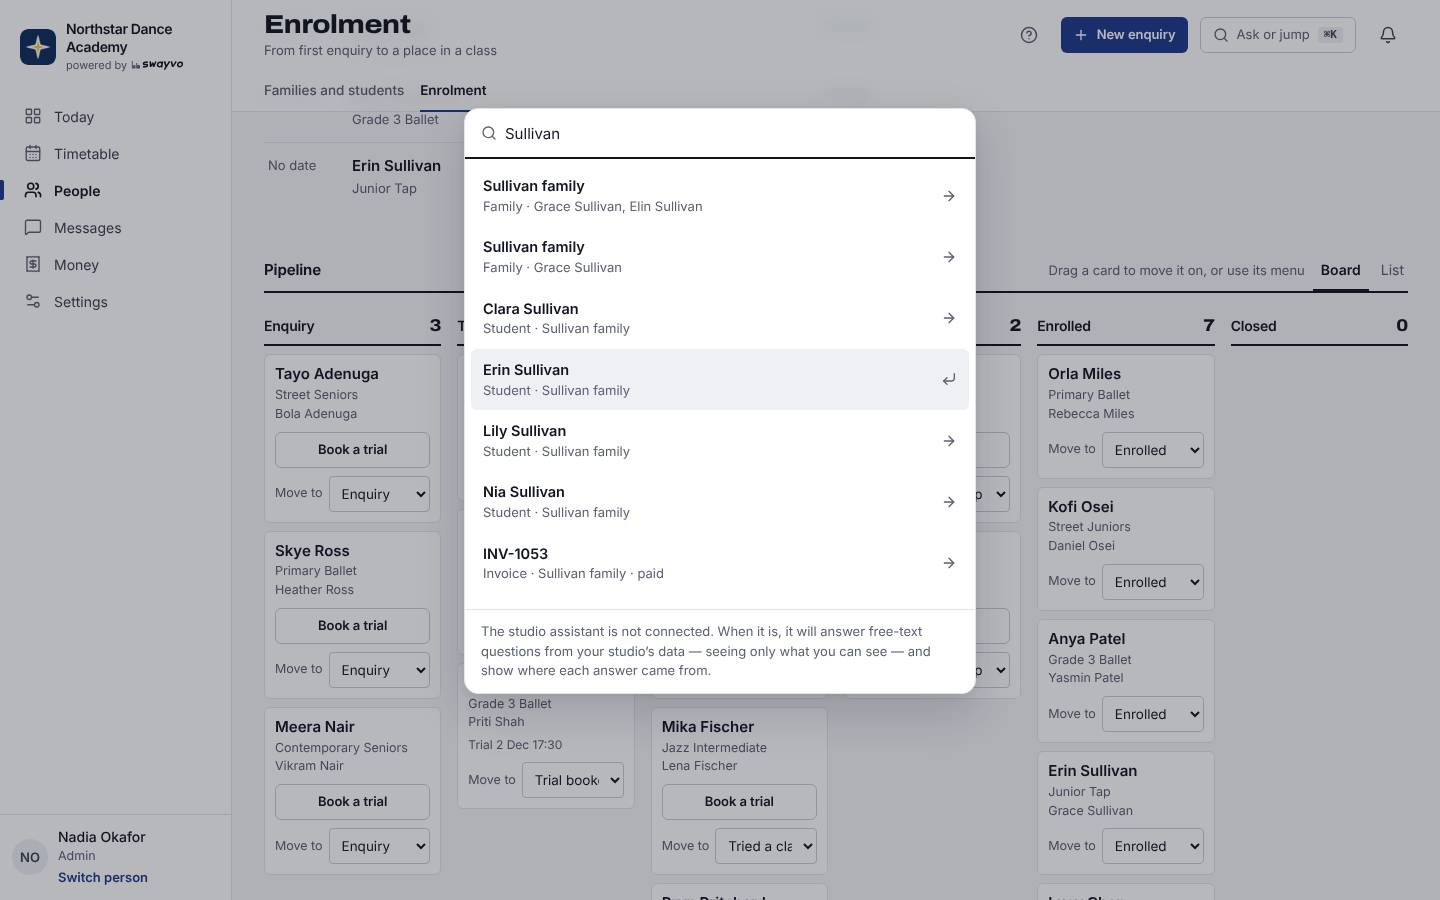 Northstar Dance
Academy
powered by swayvo
Today
Timetable
People
Messages
Money
Settings
NO
Nadia Okafor
Admin
Switch person
Enrolment
From first enquiry to a place in a class
New enquiry
Ask or jump ⌘K
Families and students
Enrolment
Grade 3 Ballet
No date
Erin Sullivan
Junior Tap
Sullivan
Sullivan family
Family · Grace Sullivan, Elin Sullivan
Sullivan family
Family · Grace Sullivan
Clara Sullivan
Student · Sullivan family
Erin Sullivan
Student · Sullivan family
Lily Sullivan
Student · Sullivan family
Nia Sullivan
Student · Sullivan family
INV-1053
Invoice · Sullivan family · paid
The studio assistant is not connected. When it is, it will answer free-text
questions from your studio’s data — seeing only what you can see — and
show where each answer came from.
Pipeline
Drag a card to move it on, or use its menu
Board
List
Enquiry 3
Tayo Adenuga
Street Seniors
Bola Adenuga
Book a trial
Move to Enquiry
Skye Ross
Primary Ballet
Heather Ross
Book a trial
Move to Enquiry
Meera Nair
Contemporary Seniors
Vikram Nair
Book a trial
Move to Enquiry
Grade 3 Ballet
Priti Shah
Trial 2 Dec 17:30
Move to Trial book
Mika Fischer
Jazz Intermediate
Lena Fischer
Book a trial
Move to Tried a cla
2
Enrolled 7
Orla Miles
Primary Ballet
Rebecca Miles
Move to Enrolled
Kofi Osei
Street Juniors
Daniel Osei
Move to Enrolled
Anya Patel
Grade 3 Ballet
Yasmin Patel
Move to Enrolled
Erin Sullivan
Junior Tap
Grace Sullivan
Move to Enrolled
Closed 0